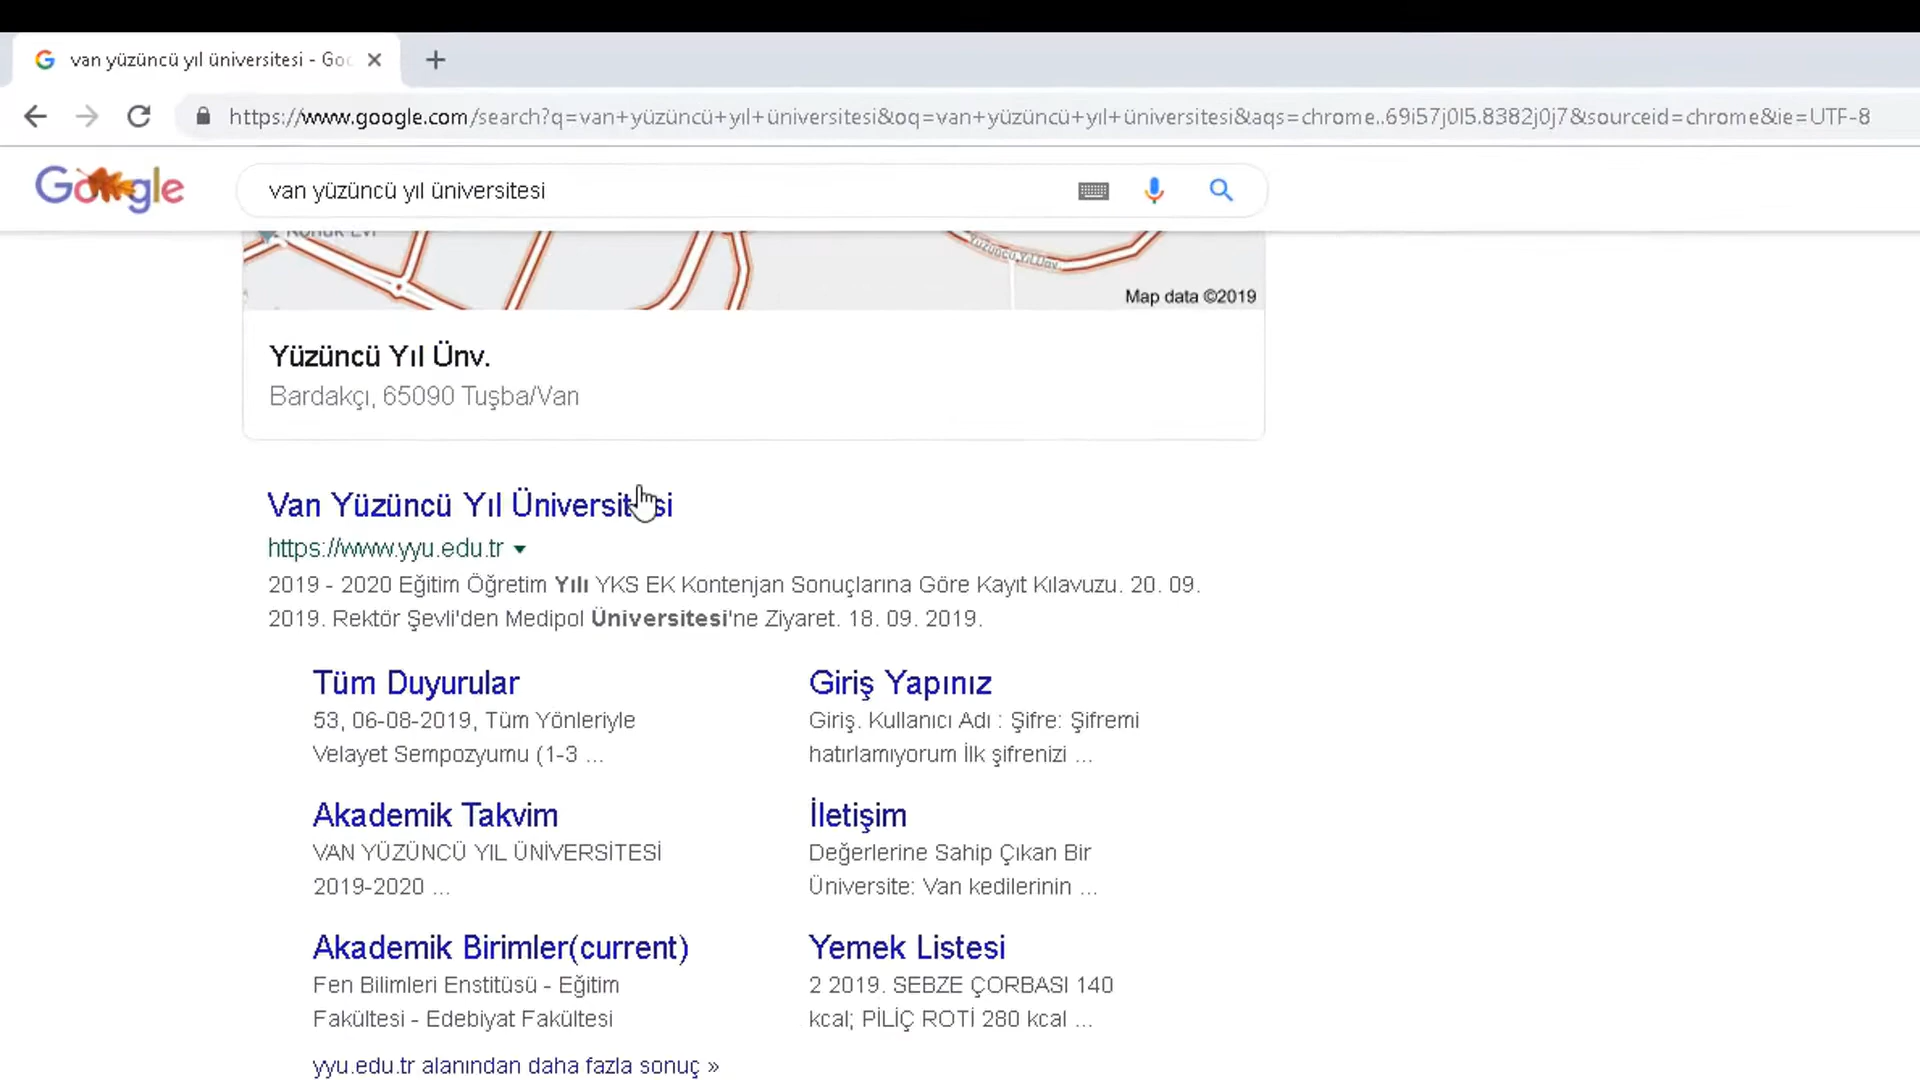 van yüzüncü yıl üniversitesi - Goo
https://www.google.com/search?q=van+yüzüncü+yıl+üniversitesi&oq=van+yüzüncü+yıl+üniversitesi&aqs=chrome..69i57j0l5.8382j0j7&sourceid=chrome&ie=UTF-8
Google
van yüzüncü yıl üniversitesi
Yüzüncü Yıl Ünv.
Map data ©2019
Yüzüncü Yıl Ünv.
Bardakçı, 65090 Tuşba/Van
Van Yüzüncü Yıl Üniversitesi
https://www.yyu.edu.tr
2019 - 2020 Eğitim Öğretim Yılı YKS EK Kontenjan Sonuçlarına Göre Kayıt Kılavuzu. 20. 09.
2019. Rektör Şevli'den Medipol Üniversitesi'ne Ziyaret. 18. 09. 2019.
Tüm Duyurular
53, 06-08-2019, Tüm Yönleriyle
Velayet Sempozyumu (1-3 ...
Giriş Yapınız
Giriş. Kullanıcı Adı : Şifre: Şifremi
hatırlamıyorum İlk şifrenizi ...
Akademik Takvim
VAN YÜZÜNCÜ YIL ÜNİVERSİTESİ
2019-2020 ...
İletişim
Değerlerine Sahip Çıkan Bir
Üniversite: Van kedilerinin ...
Akademik Birimler(current)
Fen Bilimleri Enstitüsü - Eğitim
Fakültesi - Edebiyat Fakültesi
Yemek Listesi
2 2019. SEBZE ÇORBASI 140
kcal; PİLİÇ ROTİ 280 kcal ...
yyu.edu.tr alanından daha fazla sonuç »